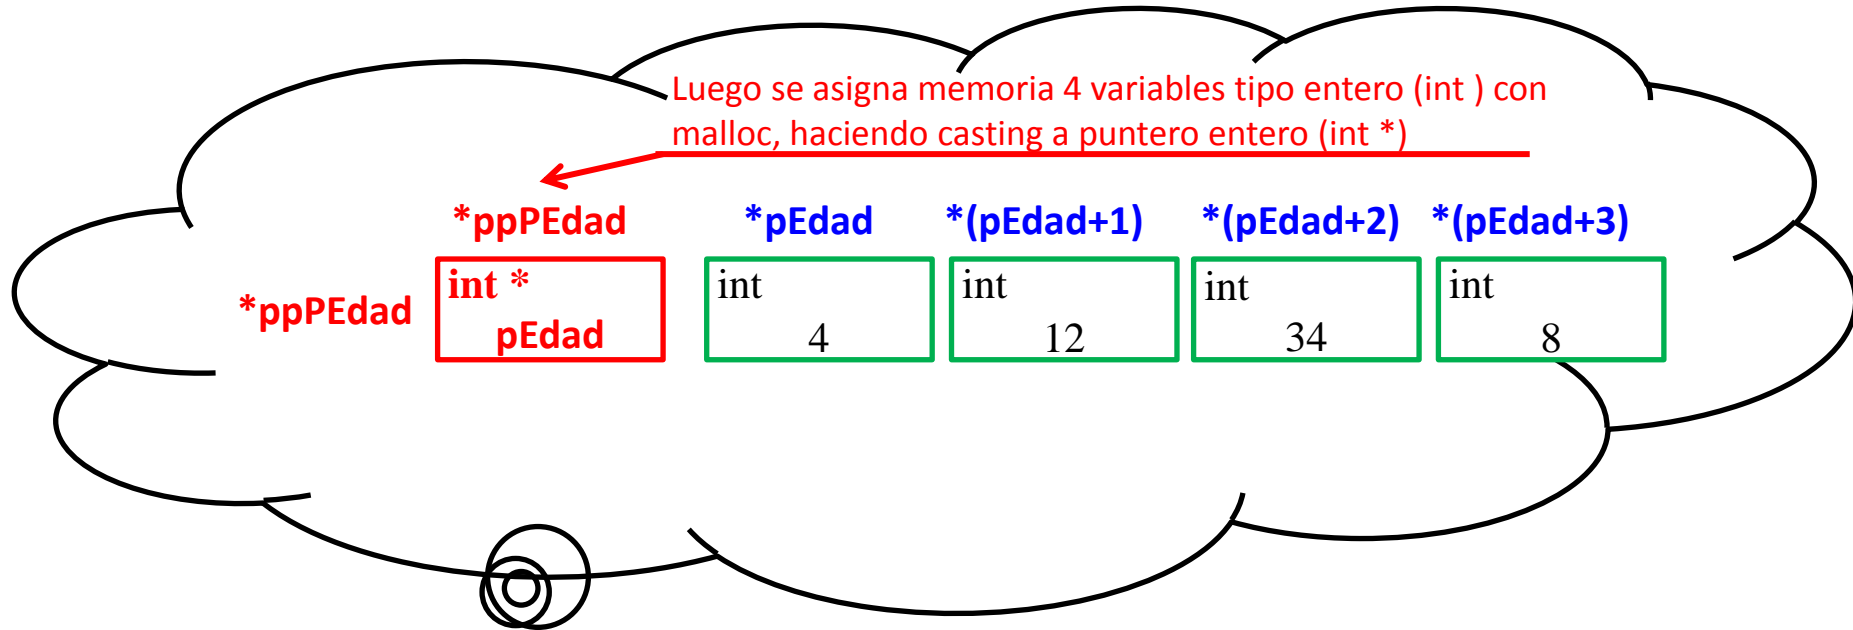 Luego se asigna memoria 4 variables tipo entero (int ) con
malloc, haciendo casting a puntero entero (int *)
*ppPEdad *pEdad *(pEdad+1) *(pEdad+2) *(pEdad+3)
int * int int int int
*ppPEdad pEdad 4 12 34 8